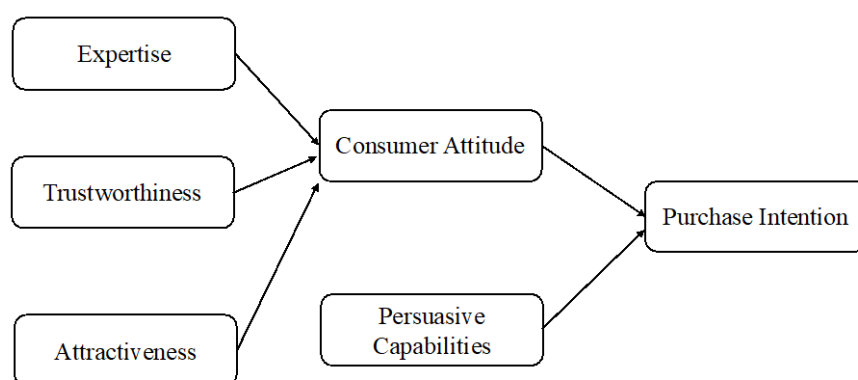 Expertise
Consumer Attitude
Trustworthiness
Purchase Intention
Persuasive
Capabilities
Attractiveness